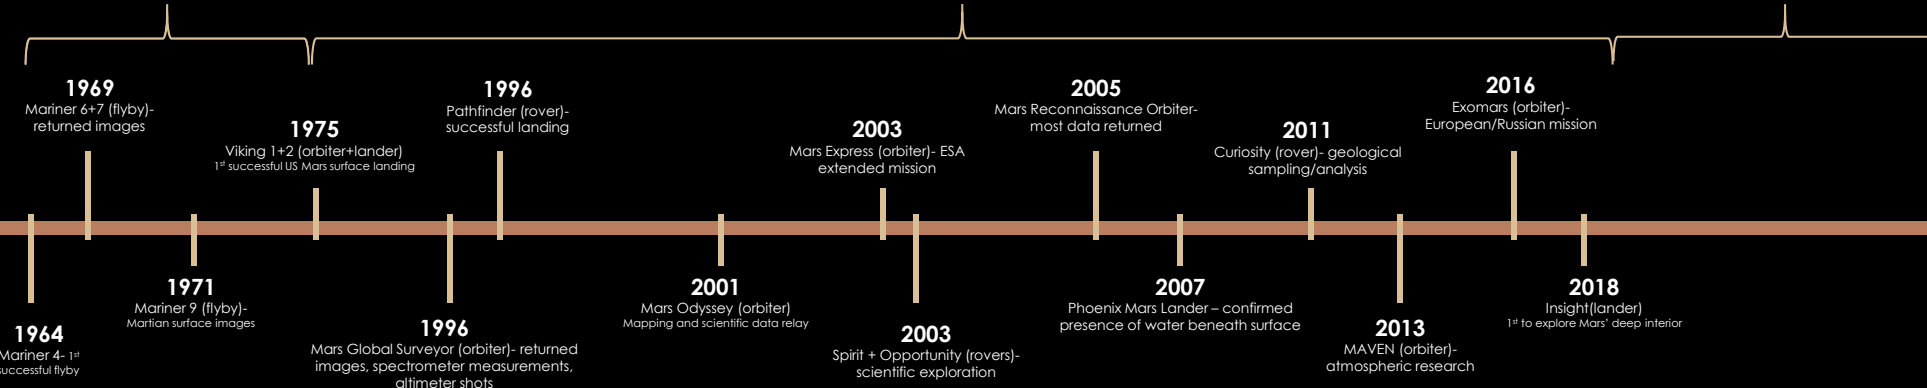 1969
Mariner 6+7 (flyby)-
returned images
1975
Viking 1+2 (orbiter+lander)
1st successful US Mars surface landing
1996
Pathfinder (rover)-
successful landing
2003
Mars Express (orbiter)- ESA
extended mission
2005
Mars Reconnaissance Orbiter-
most data returned
2011
Curiosity (rover)- geological
sampling/analysis
2016
Exomars (orbiter)-
European/Russian mission
1964
Mariner 4- 1st
successful flyby
1971
Mariner 9 (flyby)-
Martian surface images
1996
Mars Global Surveyor (orbiter)- returned
images, spectrometer measurements,
altimeter shots
2001
Mars Odyssey (orbiter)
Mapping and scientific data relay
2003
Spirit + Opportunity (rovers)-
scientific exploration
2007
Phoenix Mars Lander – confirmed
presence of water beneath surface
2013
MAVEN (orbiter)-
atmospheric research
2018
Insight(lander)
1st to explore Mars’ deep interior